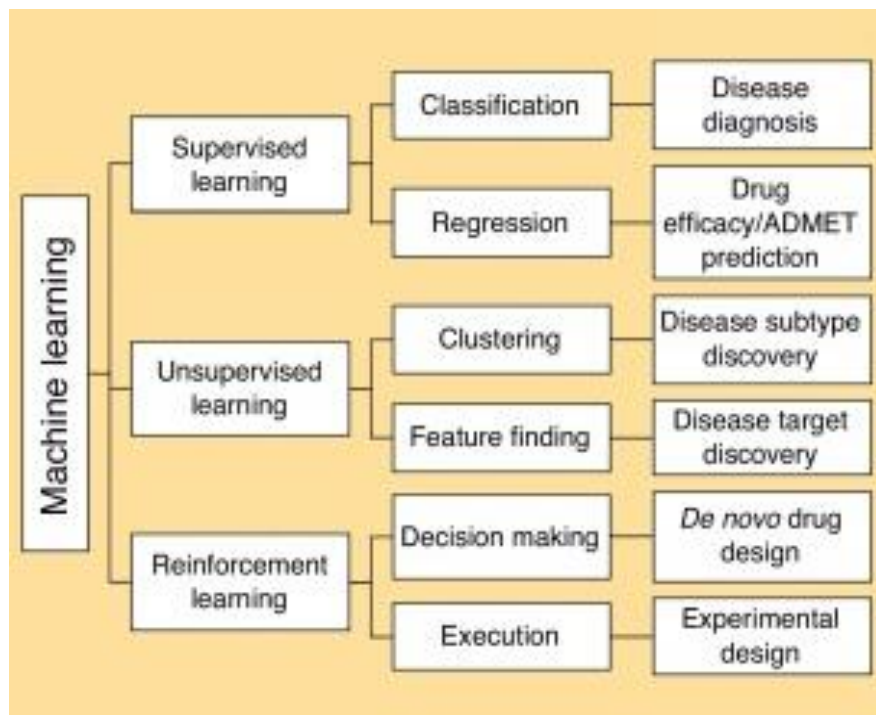 Machine learning
Supervised
learning
Classification
Disease
diagnosis
Regression
Drug
efficacy/ADMET
prediction
Unsupervised
learning
Clustering
Disease subtype
discovery
Feature finding
Disease target
discovery
Reinforcement
learning
Decision making
De novo drug
design
Execution
Experimental
design